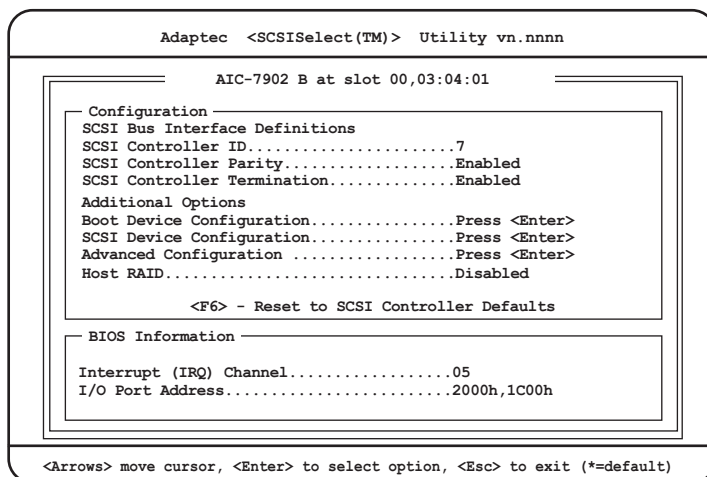 Adaptec <SCSISelect(TM)> Utility vn.nnnn
AIC-7902 B at slot 00,03:04:01
Configuration
SCSI Bus Interface Definitions
SCSI Controller ID.......................7
SCSI Controller Parity...................Enabled
SCSI Controller Termination..............Enabled
Additional Options
Boot Device Configuration................Press <Enter>
SCSI Device Configuration................Press <Enter>
Advanced Configuration ..................Press <Enter>
Host RAID................................Disabled
<F6> - Reset to SCSI Controller Defaults
BIOS Information
Interrupt (IRQ) Channel..................05
I/O Port Address.........................2000h,1C00h
<Arrows> move cursor, <Enter> to select option, <Esc> to exit (*=default)